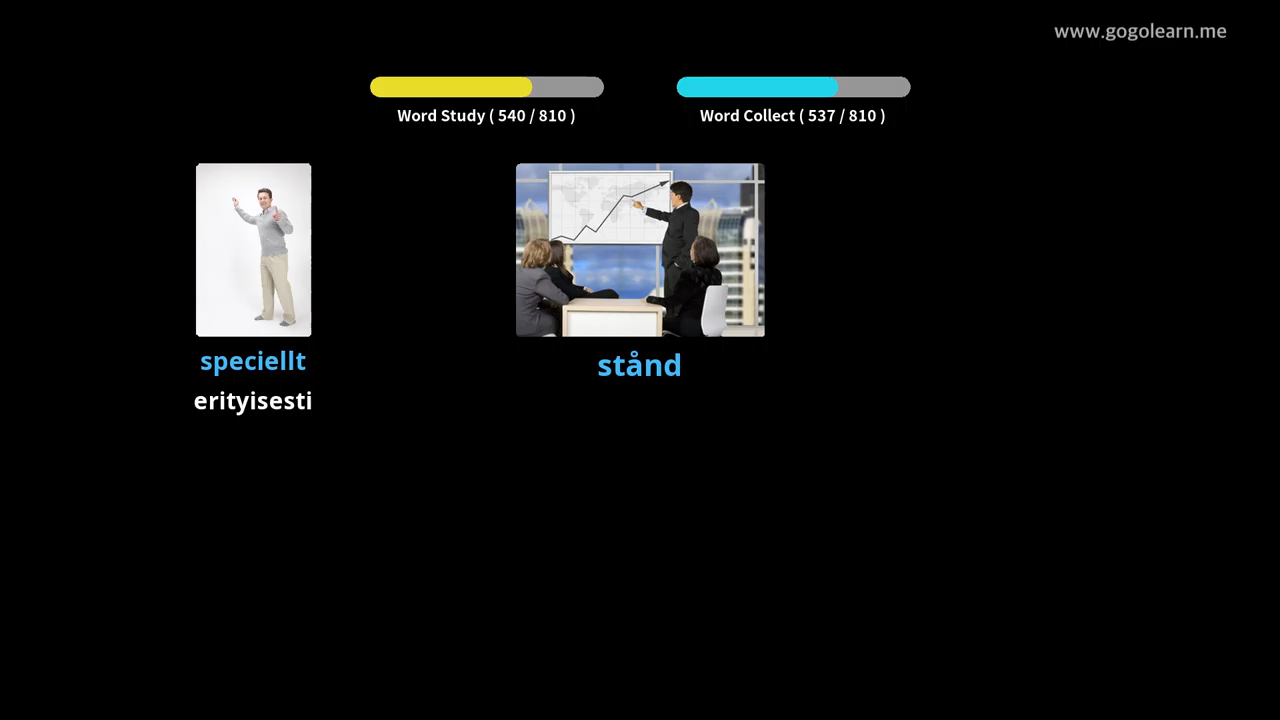 www.gogolearn.me
Word Study ( 540 / 810 )
Word Collect ( 537 / 810 )
speciellt
erityisesti
stånd